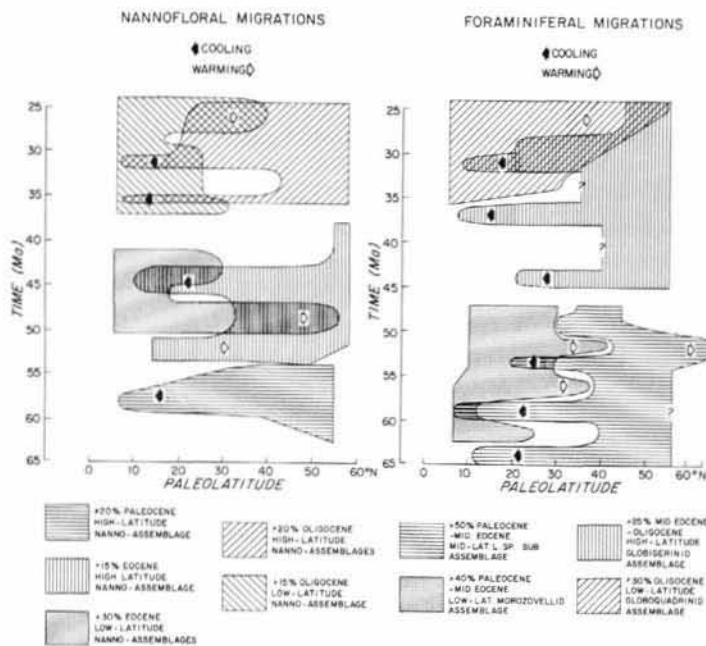 NANNOFLORAL MIGRATIONS
COOLING
WARMING
25
30
35
40
45
50
55
60
65
TIME (Ma)
0
10
20
30
40
50
60°N
PALEOLATITUDE
FORAMINIFERAL MIGRATIONS
COOLING
WARMING
25
30
35
40
45
50
55
60
65
TIME (Ma)
?
?
?
0
10
20
30
40
50
60°N
PALEOLATITUDE
+20% PALEOCENE
HIGH-LATITUDE
NANNO-ASSEMBLAGE
+15% EOCENE
HIGH LATITUDE
NANNO-ASSEMBLAGE
+30% EOCENE
LOW-LATITUDE
NANNO-ASSEMBLAGES
+20% OLIGOCENE
HIGH-LATITUDE
NANNO-ASSEMBLAGES
+15% OLIGOCENE
LOW-LATITUDE
NANNO-ASSEMBLAGE
+50% PALEOCENE
-MID. EOCENE
MID-LAT. L. SP. SUB
ASSEMBLAGE
+40% PALEOCENE
-MID EOCENE
LOW-LAT. MOROZOVELLID
ASSEMBLAGE
+25% MID EOCENE
-OLIGOCENE
HIGH-LATITUDE
GLOBIGERINID
ASSEMBLAGE
+30% OLIGOCENE
LOW-LATITUDE
GLOBOQUADRINID
ASSEMBLAGE